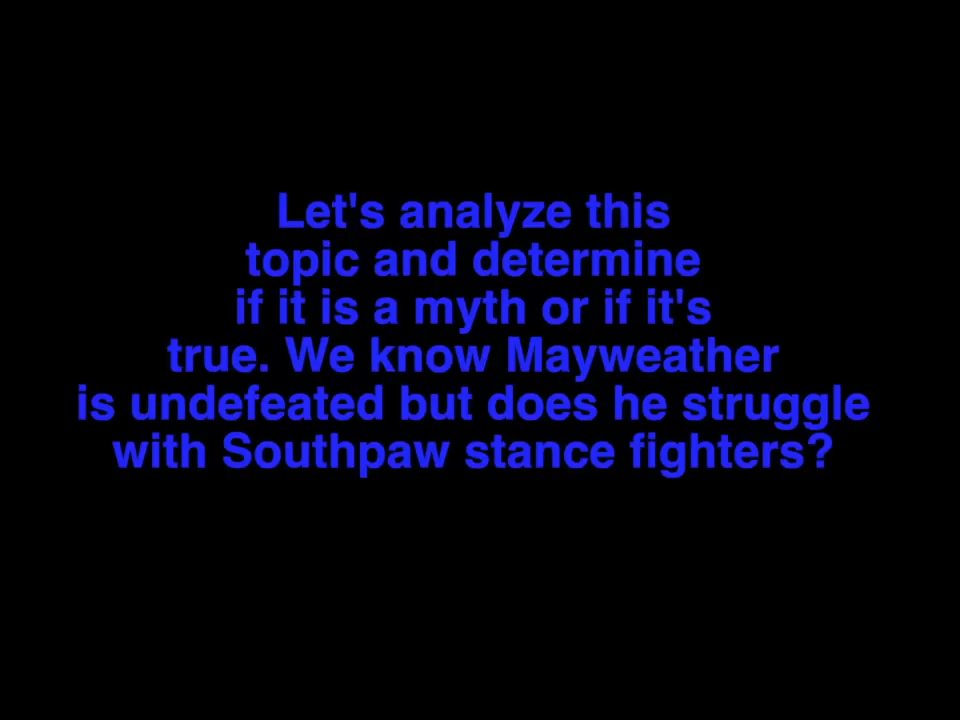 Let's analyze this
topic and determine
if it is a myth or if it's
true. We know Mayweather
is undefeated but does he struggle
with Southpaw stance fighters?